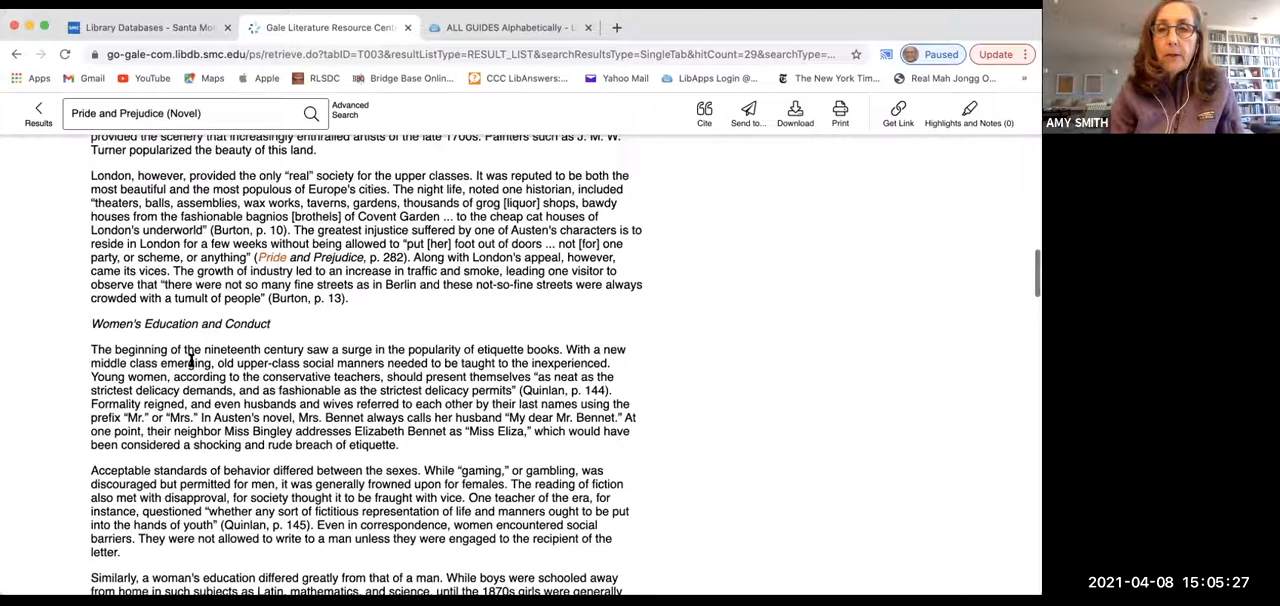 Library Databases - Santa Mo
Gale Literature Resource Cent
ALL GUIDES Alphabetically - L
go-gale-com.libdb.smc.edu/ps/retrieve.do?tabID=T003&resultListType=RESULT_LIST&searchResultsType=SingleTab&hitCount=29&searchType=...
Paused
Update
Apps
Gmail
YouTube
Maps
Apple
RLSDC
Bridge Base Onlin...
CCC LibAnswers:...
Yahoo Mail
LibApps Login @...
The New York Tim...
Real Mah Jongg O...
»
Results
Pride and Prejudice (Novel)
Advanced
Search
Cite
Send to...
Download
Print
Get Link
Highlights and Notes (0)
AMY SMITH
provided the scenery that increasingly enthralled artists of the late 1700s. Painters such as J. M. W.
Turner popularized the beauty of this land.
London, however, provided the only “real” society for the upper classes. It was reputed to be both the
most beautiful and the most populous of Europe's cities. The night life, noted one historian, included
“theaters, balls, assemblies, wax works, taverns, gardens, thousands of grog [liquor] shops, bawdy
houses from the fashionable bagnios [brothels] of Covent Garden ... to the cheap cat houses of
London's underworld” (Burton, p. 10). The greatest injustice suffered by one of Austen's characters is to
reside in London for a few weeks without being allowed to “put [her] foot out of doors ... not [for] one
party, or scheme, or anything” (Pride and Prejudice, p. 282). Along with London's appeal, however,
came its vices. The growth of industry led to an increase in traffic and smoke, leading one visitor to
observe that “there were not so many fine streets as in Berlin and these not-so-fine streets were always
crowded with a tumult of people” (Burton, p. 13).
Women's Education and Conduct
The beginning of the nineteenth century saw a surge in the popularity of etiquette books. With a new
middle class emerging, old upper-class social manners needed to be taught to the inexperienced.
Young women, according to the conservative teachers, should present themselves “as neat as the
strictest delicacy demands, and as fashionable as the strictest delicacy permits” (Quinlan, p. 144).
Formality reigned, and even husbands and wives referred to each other by their last names using the
prefix “Mr.” or “Mrs.” In Austen's novel, Mrs. Bennet always calls her husband “My dear Mr. Bennet.” At
one point, their neighbor Miss Bingley addresses Elizabeth Bennet as “Miss Eliza,” which would have
been considered a shocking and rude breach of etiquette.
Acceptable standards of behavior differed between the sexes. While “gaming,” or gambling, was
discouraged but permitted for men, it was generally frowned upon for females. The reading of fiction
also met with disapproval, for society thought it to be fraught with vice. One teacher of the era, for
instance, questioned “whether any sort of fictitious representation of life and manners ought to be put
into the hands of youth” (Quinlan, p. 145). Even in correspondence, women encountered social
barriers. They were not allowed to write to a man unless they were engaged to the recipient of the
letter.
Similarly, a woman's education differed greatly from that of a man. While boys were schooled away
from home in such subjects as Latin, mathematics, and science, until the 1870s girls were generally
2021-04-08 15:05:27